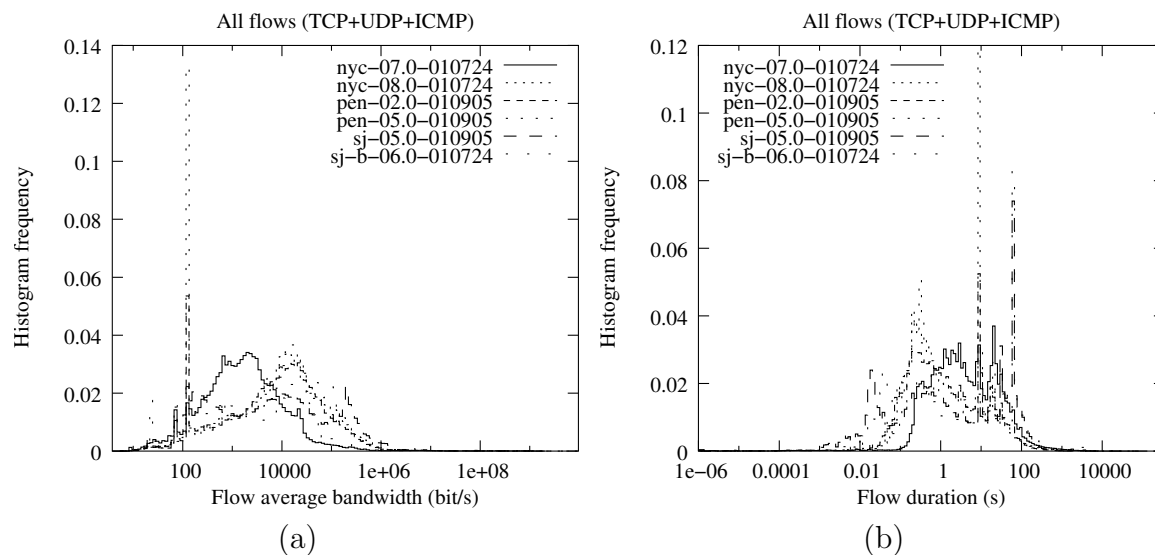 All flows (TCP+UDP+ICMP)
0.14
0.12
0.1
0.08
0.06
0.04
0.02
0
Histogram frequency
nyc−07.0−010724
nyc−08.0−010724
pen−02.0−010905
pen−05.0−010905
sj−05.0−010905
sj−b−06.0−010724
100 10000 1e+06 1e+08
Flow average bandwidth (bit/s)
(a)
All flows (TCP+UDP+ICMP)
0.12
0.1
0.08
0.06
0.04
0.02
0
Histogram frequency
nyc−07.0−010724
nyc−08.0−010724
pen−02.0−010905
pen−05.0−010905
sj−05.0−010905
sj−b−06.0−010724
1e−06 0.0001 0.01 1 100 10000
Flow duration (s)
(b)